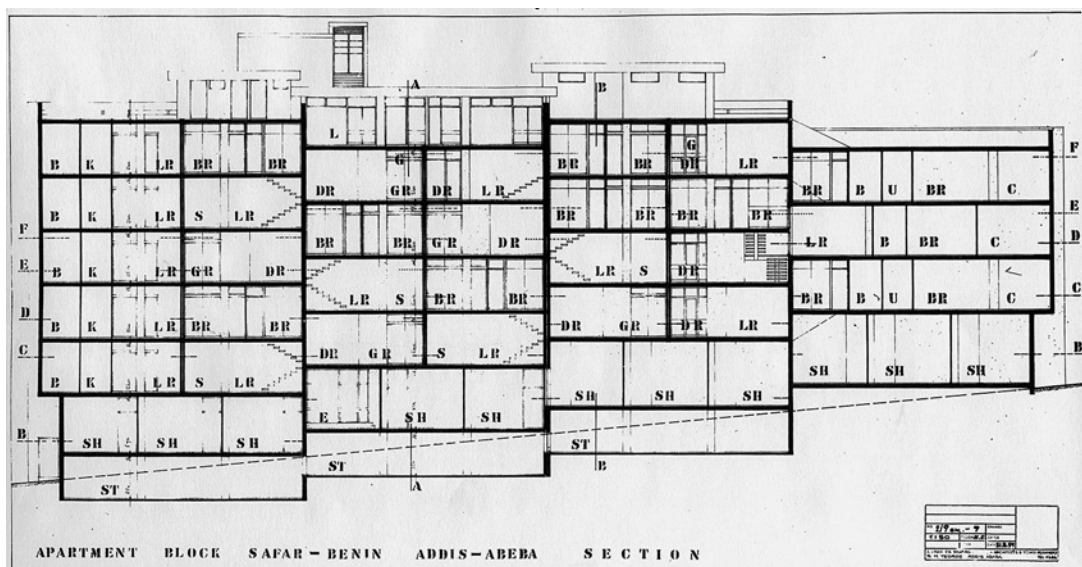 A B
L
B K LR BR BR
BR BR G DR LR
G DR GR DR LR
F
BR B U BR C
B K LR S LR
BR BR BR BR
E
F
BR BR GR DR
LR B BR C
D
E
B K LR GR DR
LR S DR
LR S BR BR
BR B U BR C
C
D
B K LR BR BR
DR GR DR LR
DR GR S LR
B
C
B K LR S LR
SH SH SH
SH SH SH
E SH SH
B
SH SH SH
ST
ST
B
ST
A
APARTMENT BLOCK SAFAR-BENIN ADDIS-ABEBA SECTION